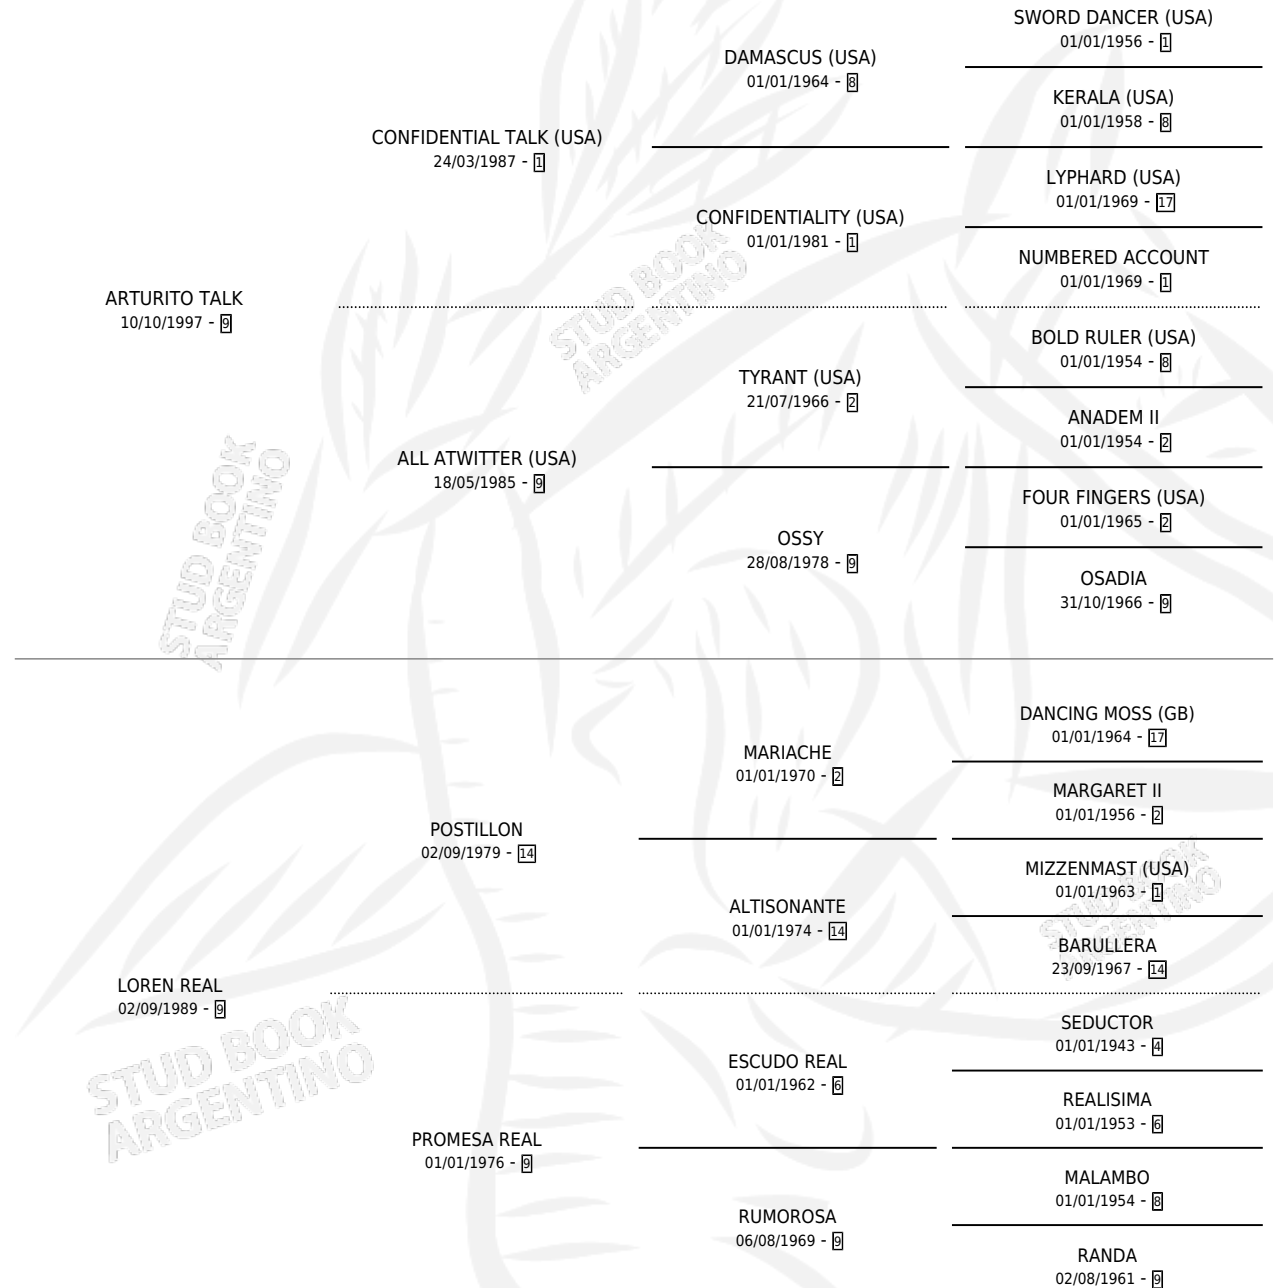 SWORD DANCER (USA)
01/01/1956 - 1
DAMASCUS (USA)
01/01/1964 - 8
KERALA (USA)
01/01/1958 - 8
CONFIDENTIAL TALK (USA)
24/03/1987 - 1
LYPHARD (USA)
01/01/1969 - 17
CONFIDENTIALITY (USA)
01/01/1981 - 1
NUMBERED ACCOUNT
01/01/1969 - 1
ARTURITO TALK
10/10/1997 - 9
BOLD RULER (USA)
01/01/1954 - 8
TYRANT (USA)
21/07/1966 - 2
ANADEM II
01/01/1954 - 2
ALL ATWITTER (USA)
18/05/1985 - 9
FOUR FINGERS (USA)
01/01/1965 - 2
OSSY
28/08/1978 - 9
OSADIA
31/10/1966 - 9
STUD BOOK
ARGENTINO
STUD BOOK
ARGENTINO
DANCING MOSS (GB)
01/01/1964 - 17
MARIACHE
01/01/1970 - 2
MARGARET II
01/01/1956 - 2
POSTILLON
02/09/1979 - 14
MIZZENMAST (USA)
01/01/1963 - 1
ALTISONANTE
01/01/1974 - 14
BARULLERA
23/09/1967 - 14
LOREN REAL
02/09/1989 - 9
SEDUCTOR
01/01/1943 - 4
ESCUDO REAL
01/01/1962 - 6
REALISIMA
01/01/1953 - 6
PROMESA REAL
01/01/1976 - 9
MALAMBO
01/01/1954 - 8
RUMOROSA
06/08/1969 - 9
RANDA
02/08/1961 - 9
STUD BOOK
ARGENTINO
STUD BOOK
ARGENTINO